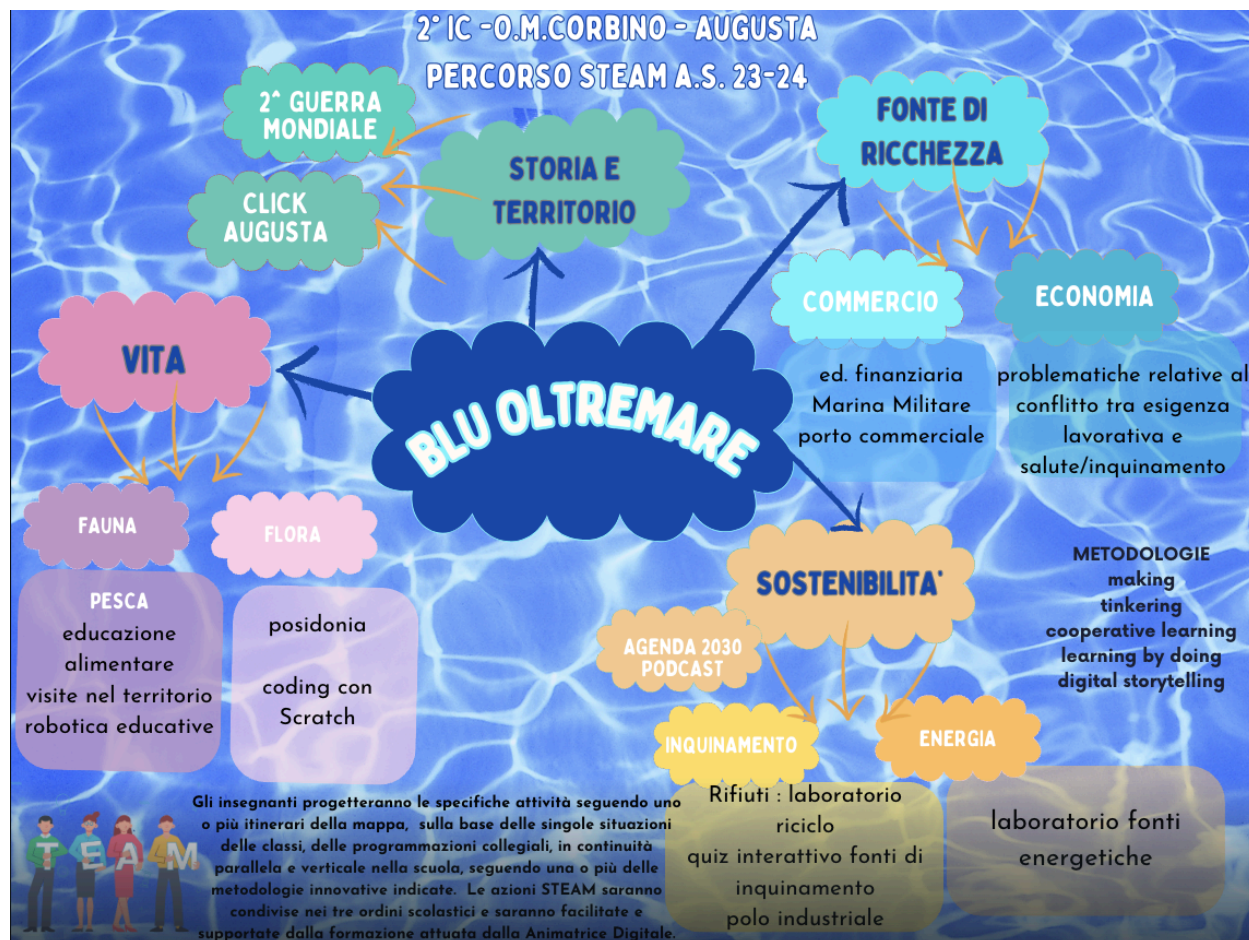 2° IC -O.M.CORBINO - AUGUSTA
PERCORSO STEAM A.S. 23-24
2^ GUERRA
MONDIALE
CLICK
AUGUSTA
STORIA E
TERRITORIO
FONTE DI
RICCHEZZA
COMMERCIO
ed. finanziaria
Marina Militare
porto commerciale
ECONOMIA
problematiche relative al
conflitto tra esigenza
lavorativa e
salute/inquinamento
VITA
BLU OLTREMARE
FAUNA
PESCA
educazione
alimentare
visite nel territorio
robotica educative
FLORA
posidonia
coding con
Scratch
SOSTENIBILITA'
AGENDA 2030
PODCAST
METODOLOGIE
making
tinkering
cooperative learning
learning by doing
digital storytelling
INQUINAMENTO
Rifiuti : laboratorio
riciclo
quiz interattivo fonti di
inquinamento
polo industriale
ENERGIA
laboratorio fonti
energetiche
TEAM
Gli insegnanti progetteranno le specifiche attività seguendo uno
o più itinerari della mappa, sulla base delle singole situazioni
delle classi, delle programmazioni collegiali, in continuità
parallela e verticale nella scuola, seguendo una o più delle
metodologie innovative indicate. Le azioni STEAM saranno
condivise nei tre ordini scolastici e saranno facilitate e
supportate dalla formazione attuata dalla Animatrice Digitale.